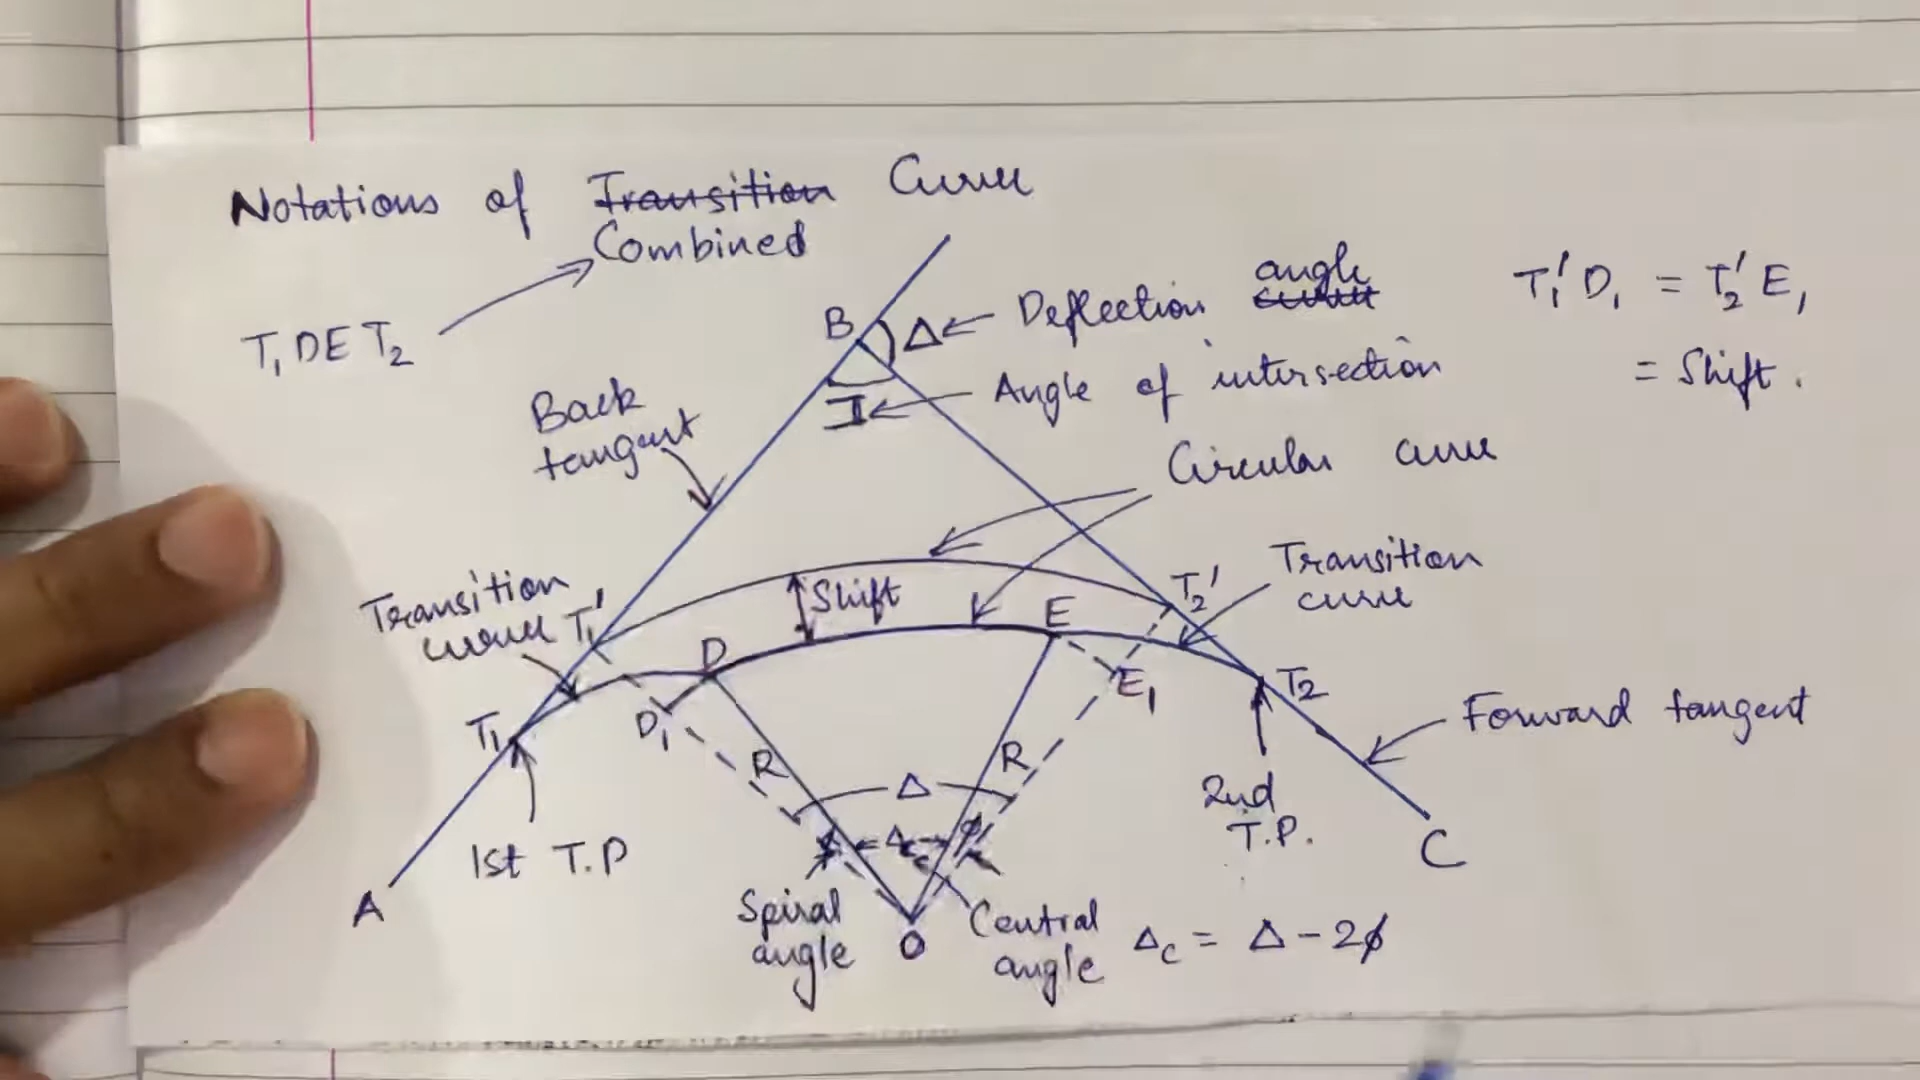 Notations of Transition Curve
Combined
T₁DET₂
B
Δ
Deflection curve
angle
T₁'D₁ = T₂'E₁
= Shift.
I
Angle of intersection
Back
tangent
Circular curve
Transition
curve
Transition
curve
T₁'
Shift
T₂'
D
E
T₁
D₁
E₁
T₂
Forward tangent
R
R
Δ
1st T.P
2nd
T.P.
ϕ
Δc
ϕ
A
C
Spiral
angle
O
Central
angle
Δc = Δ - 2ϕ